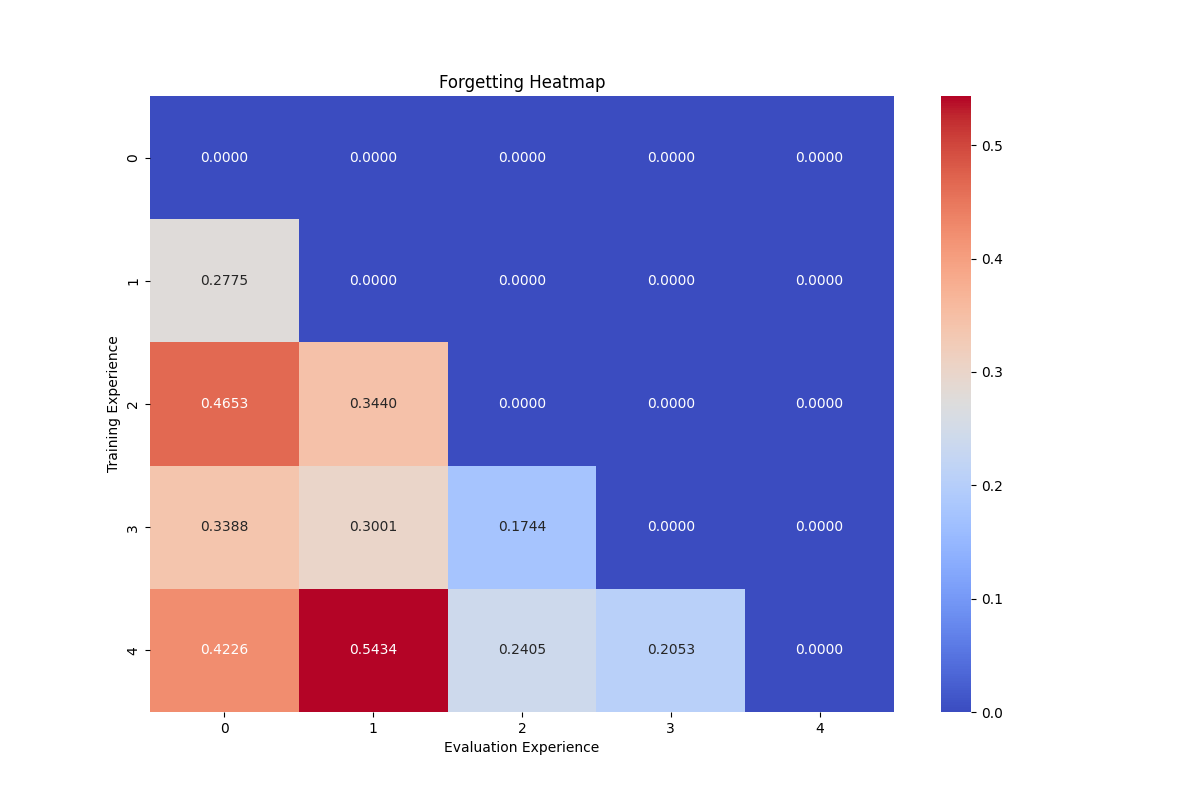 Forgetting Heatmap
Training Experience
0
0.0000 0.0000 0.0000 0.0000 0.0000
1
0.2775 0.0000 0.0000 0.0000 0.0000
2
0.4653 0.3440 0.0000 0.0000 0.0000
3
0.3388 0.3001 0.1744 0.0000 0.0000
4
0.4226 0.5434 0.2405 0.2053 0.0000
0 1 2 3 4
Evaluation Experience
0.5
0.4
0.3
0.2
0.1
0.0